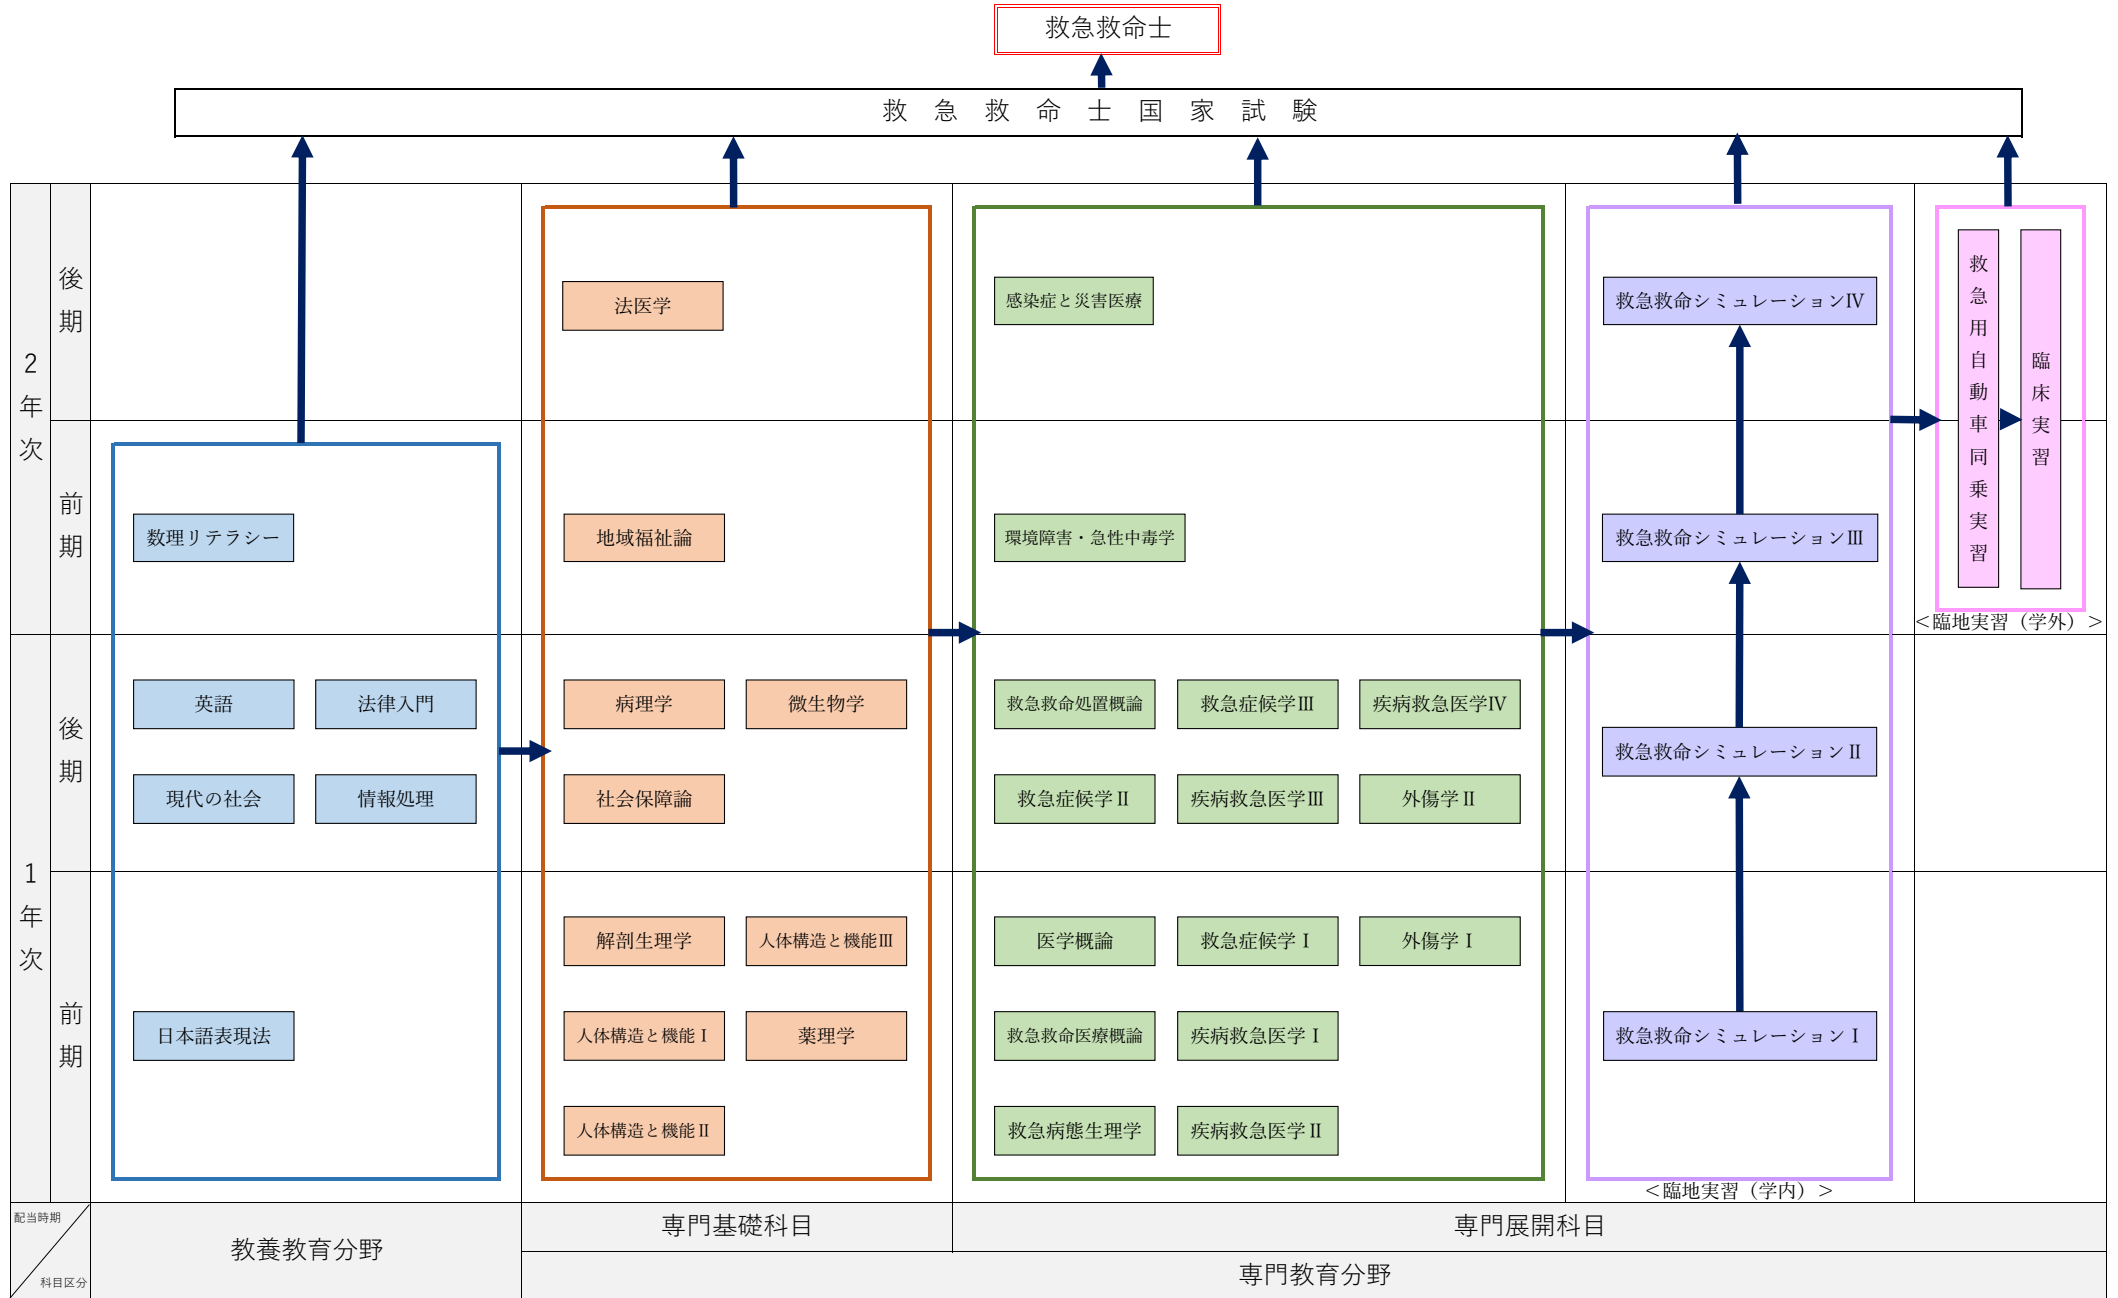 救急救命士
救急救命士国家試験
2年次
後期
法医学
感染症と災害医療
救急救命シミュレーションⅣ
救急用自動車同乗実習
臨床実習
前期
数理リテラシー
地域福祉論
環境障害・急性中毒学
救急救命シミュレーションⅢ
＜臨地実習（学外）＞
1年次
後期
英語
法律入門
病理学
微生物学
救急救命処置概論
救急症候学Ⅲ
疾病救急医学Ⅳ
救急救命シミュレーションⅡ
現代の社会
情報処理
社会保障論
救急症候学Ⅱ
疾病救急医学Ⅲ
外傷学Ⅱ
前期
解剖生理学
人体構造と機能Ⅲ
医学概論
救急症候学Ⅰ
外傷学Ⅰ
日本語表現法
人体構造と機能Ⅰ
薬理学
救急救命医療概論
疾病救急医学Ⅰ
救急救命シミュレーションⅠ
人体構造と機能Ⅱ
救急病態生理学
疾病救急医学Ⅱ
＜臨地実習（学内）＞
配当時期
科目区分
教養教育分野
専門基礎科目
専門展開科目
専門教育分野